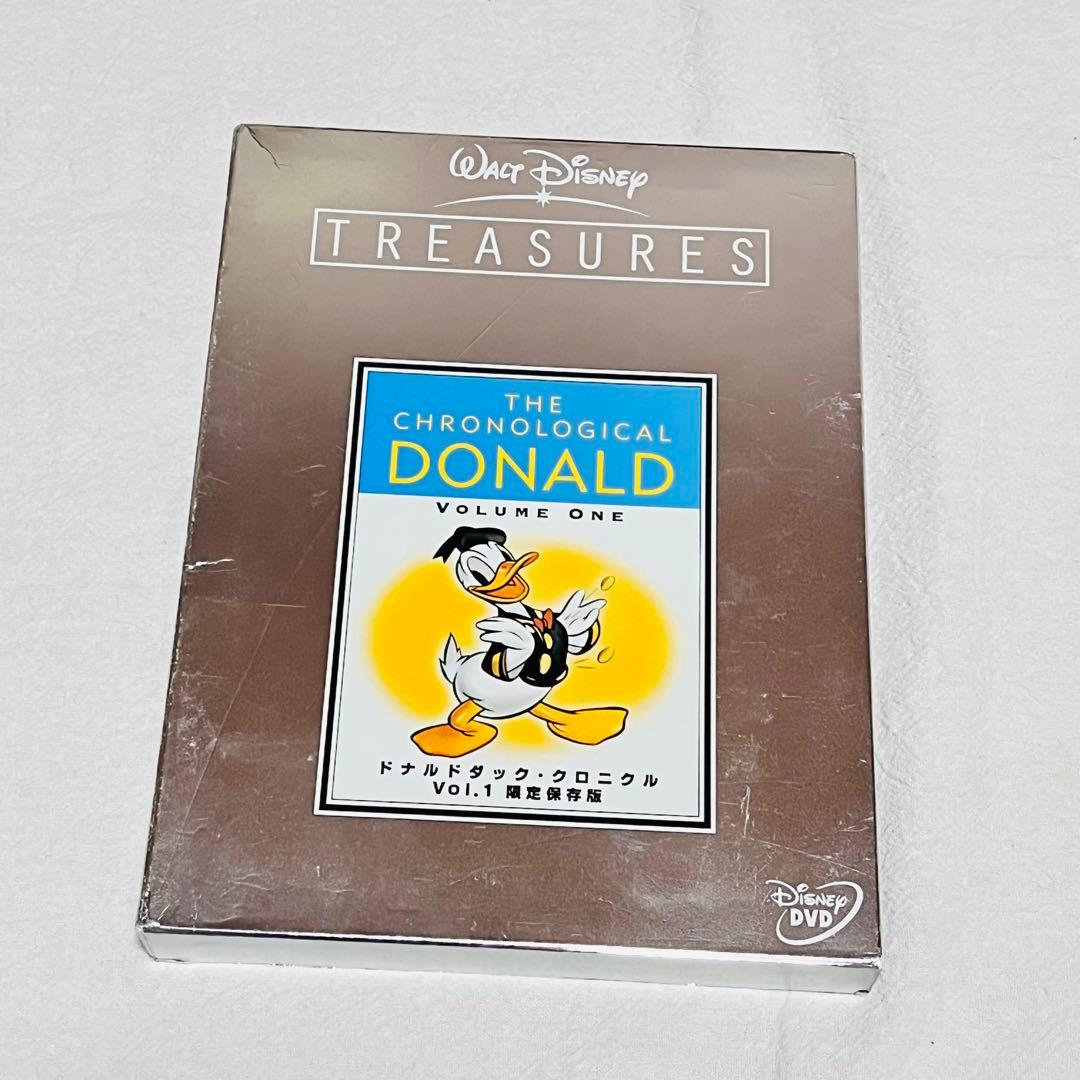 WALT DISNEY
TREASURES
THE
CHRONOLOGICAL
DONALD
VOLUME ONE
ドナルドダック・クロニクル
Vol.1 限定保存版
DISNEY
DVD